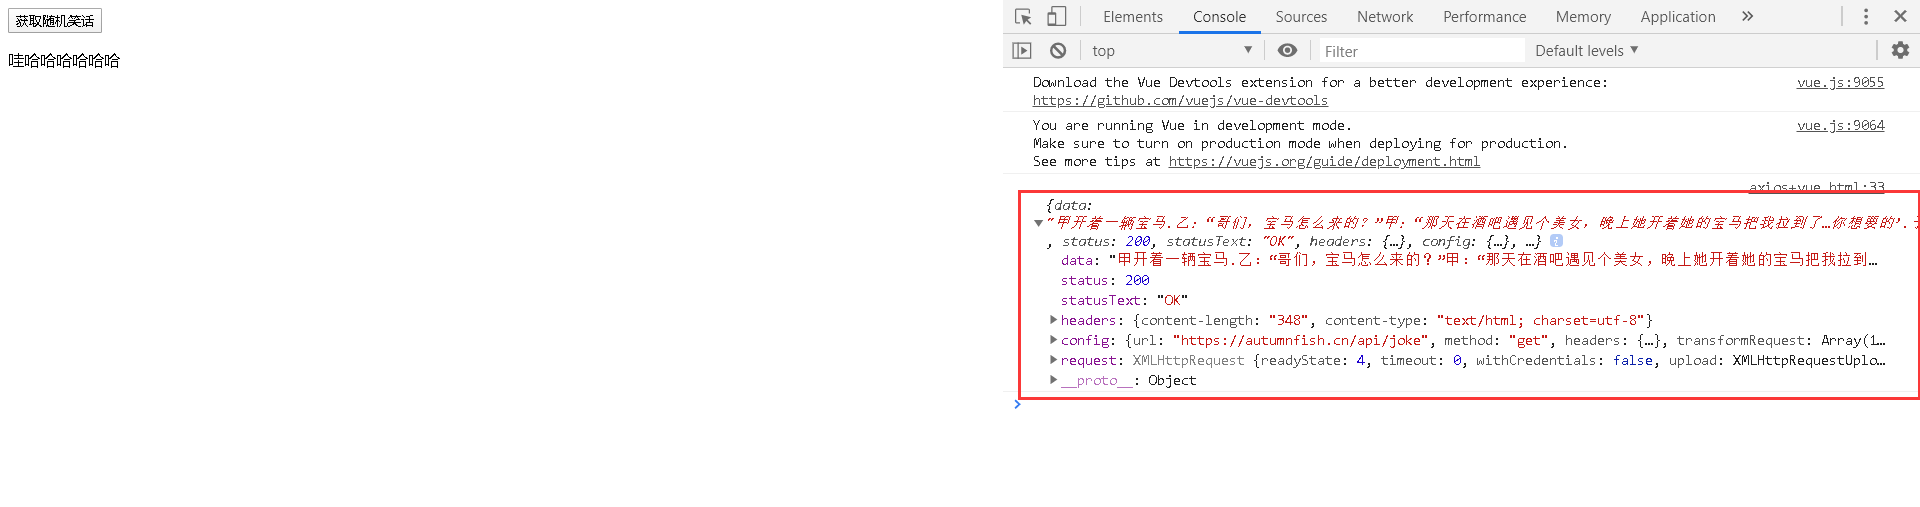 获取随机笑话
哇哈哈哈哈哈哈
Elements Console Sources Network Performance Memory Application »
top Filter Default levels
Download the Vue Devtools extension for a better development experience: vue.js:9055
https://github.com/vuejs/vue-devtools
You are running Vue in development mode. vue.js:9064
Make sure to turn on production mode when deploying for production.
See more tips at https://vuejs.org/guide/deployment.html
axios+vue.html:33
{data:
"甲开着一辆宝马.乙：“哥们，宝马怎么来的？”甲：“那天在酒吧遇见个美女，晚上她开着她的宝马把我拉到了…你想要的’.
, status: 200, statusText: "OK", headers: {…}, config: {…}, …}
data: "甲开着一辆宝马.乙：“哥们，宝马怎么来的？”甲：“那天在酒吧遇见个美女，晚上她开着她的宝马把我拉到…
status: 200
statusText: "OK"
headers: {content-length: "348", content-type: "text/html; charset=utf-8"}
config: {url: "https://autumnfish.cn/api/joke", method: "get", headers: {…}, transformRequest: Array(1…
request: XMLHttpRequest {readyState: 4, timeout: 0, withCredentials: false, upload: XMLHttpRequestUplo…
__proto__: Object